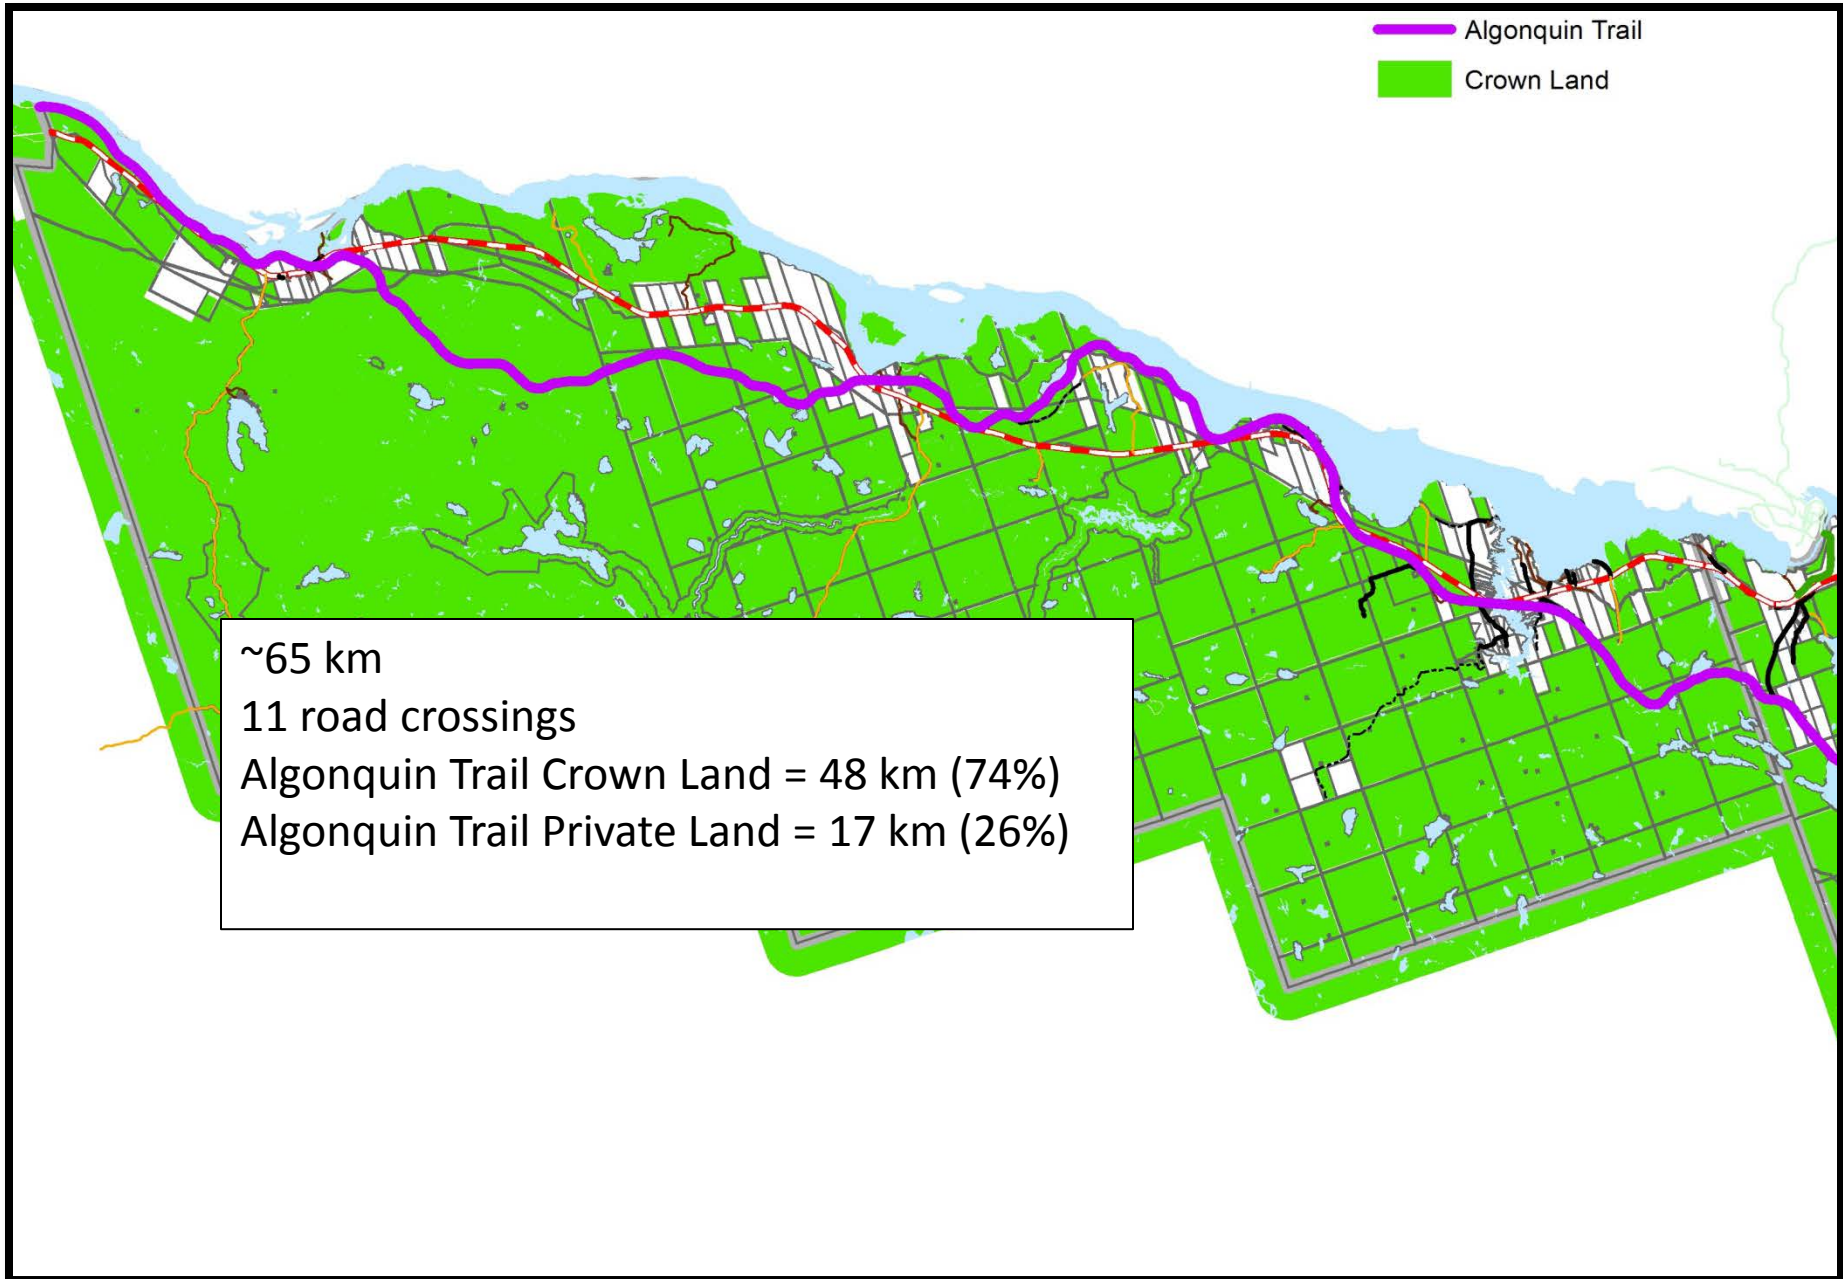 Algonquin Trail
Crown Land
~65 km
11 road crossings
Algonquin Trail Crown Land = 48 km (74%)
Algonquin Trail Private Land = 17 km (26%)